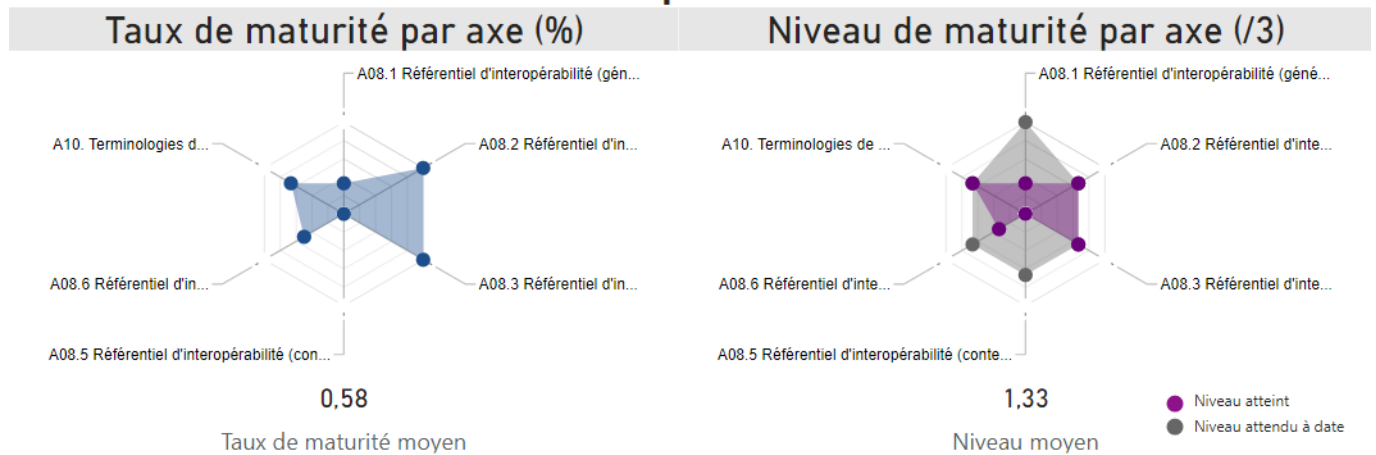 Taux de maturité par axe (%)
A08.1 Référentiel d'interopérabilité (gén...
A10. Terminologies d...
A08.2 Référentiel d'in...
A08.6 Référentiel d'in...
A08.3 Référentiel d'in...
A08.5 Référentiel d'interopérabilité (con...
0,58
Taux de maturité moyen
Niveau de maturité par axe (/3)
A08.1 Référentiel d'interopérabilité (géné...
A10. Terminologies de ...
A08.2 Référentiel d'inte...
A08.6 Référentiel d'inte...
A08.3 Référentiel d'inte...
A08.5 Référentiel d'interopérabilité (conte...
1,33
Niveau moyen
Niveau atteint
Niveau attendu à date